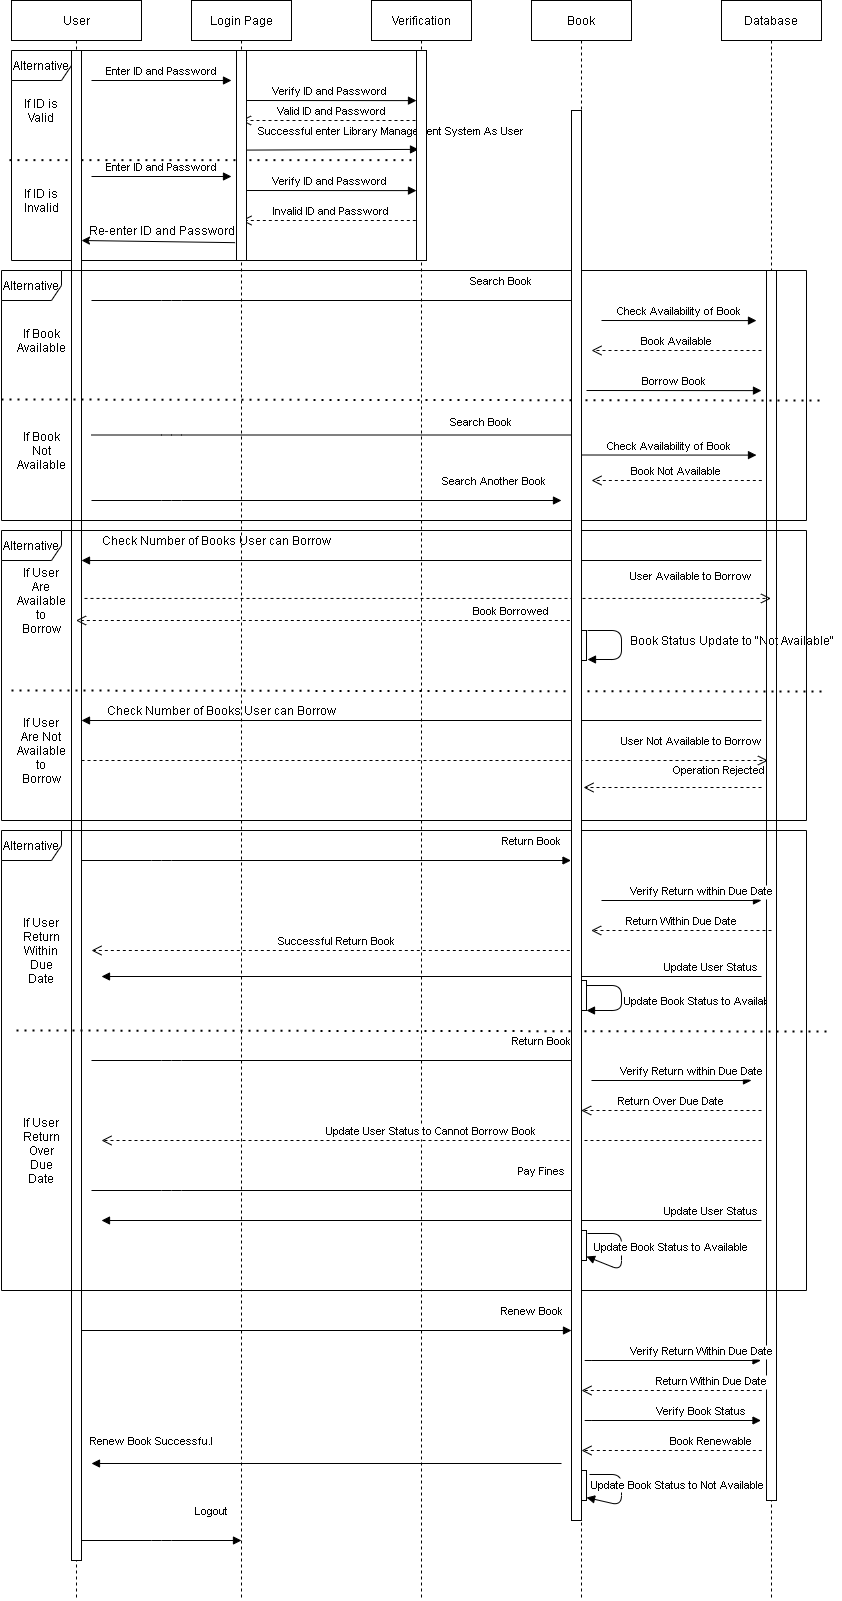 User
Login Page
Verification
Book
Database
Alternative
Enter ID and Password
Verify ID and Password
If ID is
Valid
Valid ID and Password
Successful enter Library Management System As User
Enter ID and Password
Verify ID and Password
If ID is
Invalid
Invalid ID and Password
Re-enter ID and Password
Alternative
Search Book
Check Availability of Book
If Book
Available
Book Available
Borrow Book
Search Book
If Book
Not
Available
Check Availability of Book
Book Not Available
Search Another Book
Alternative
Check Number of Books User can Borrow
If User
Are
Available
to
Borrow
User Available to Borrow
Book Borrowed
Book Status Update to "Not Available"
Check Number of Books User can Borrow
If User
Are Not
Available
to
Borrow
User Not Available to Borrow
Operation Rejected
Alternative
Return Book
Verify Return within Due Date
If User
Return
Within
Due
Date
Return Within Due Date
Successful Return Book
Update User Status
Update Book Status to Availab
Return Book
Verify Return within Due Date
Return Over Due Date
If User
Return
Over
Due
Date
Update User Status to Cannot Borrow Book
Pay Fines
Update User Status
Update Book Status to Available
Renew Book
Verify Return Within Due Date
Return Within Due Date
Verify Book Status
Renew Book Successful
Book Renewable
Update Book Status to Not Available
Logout